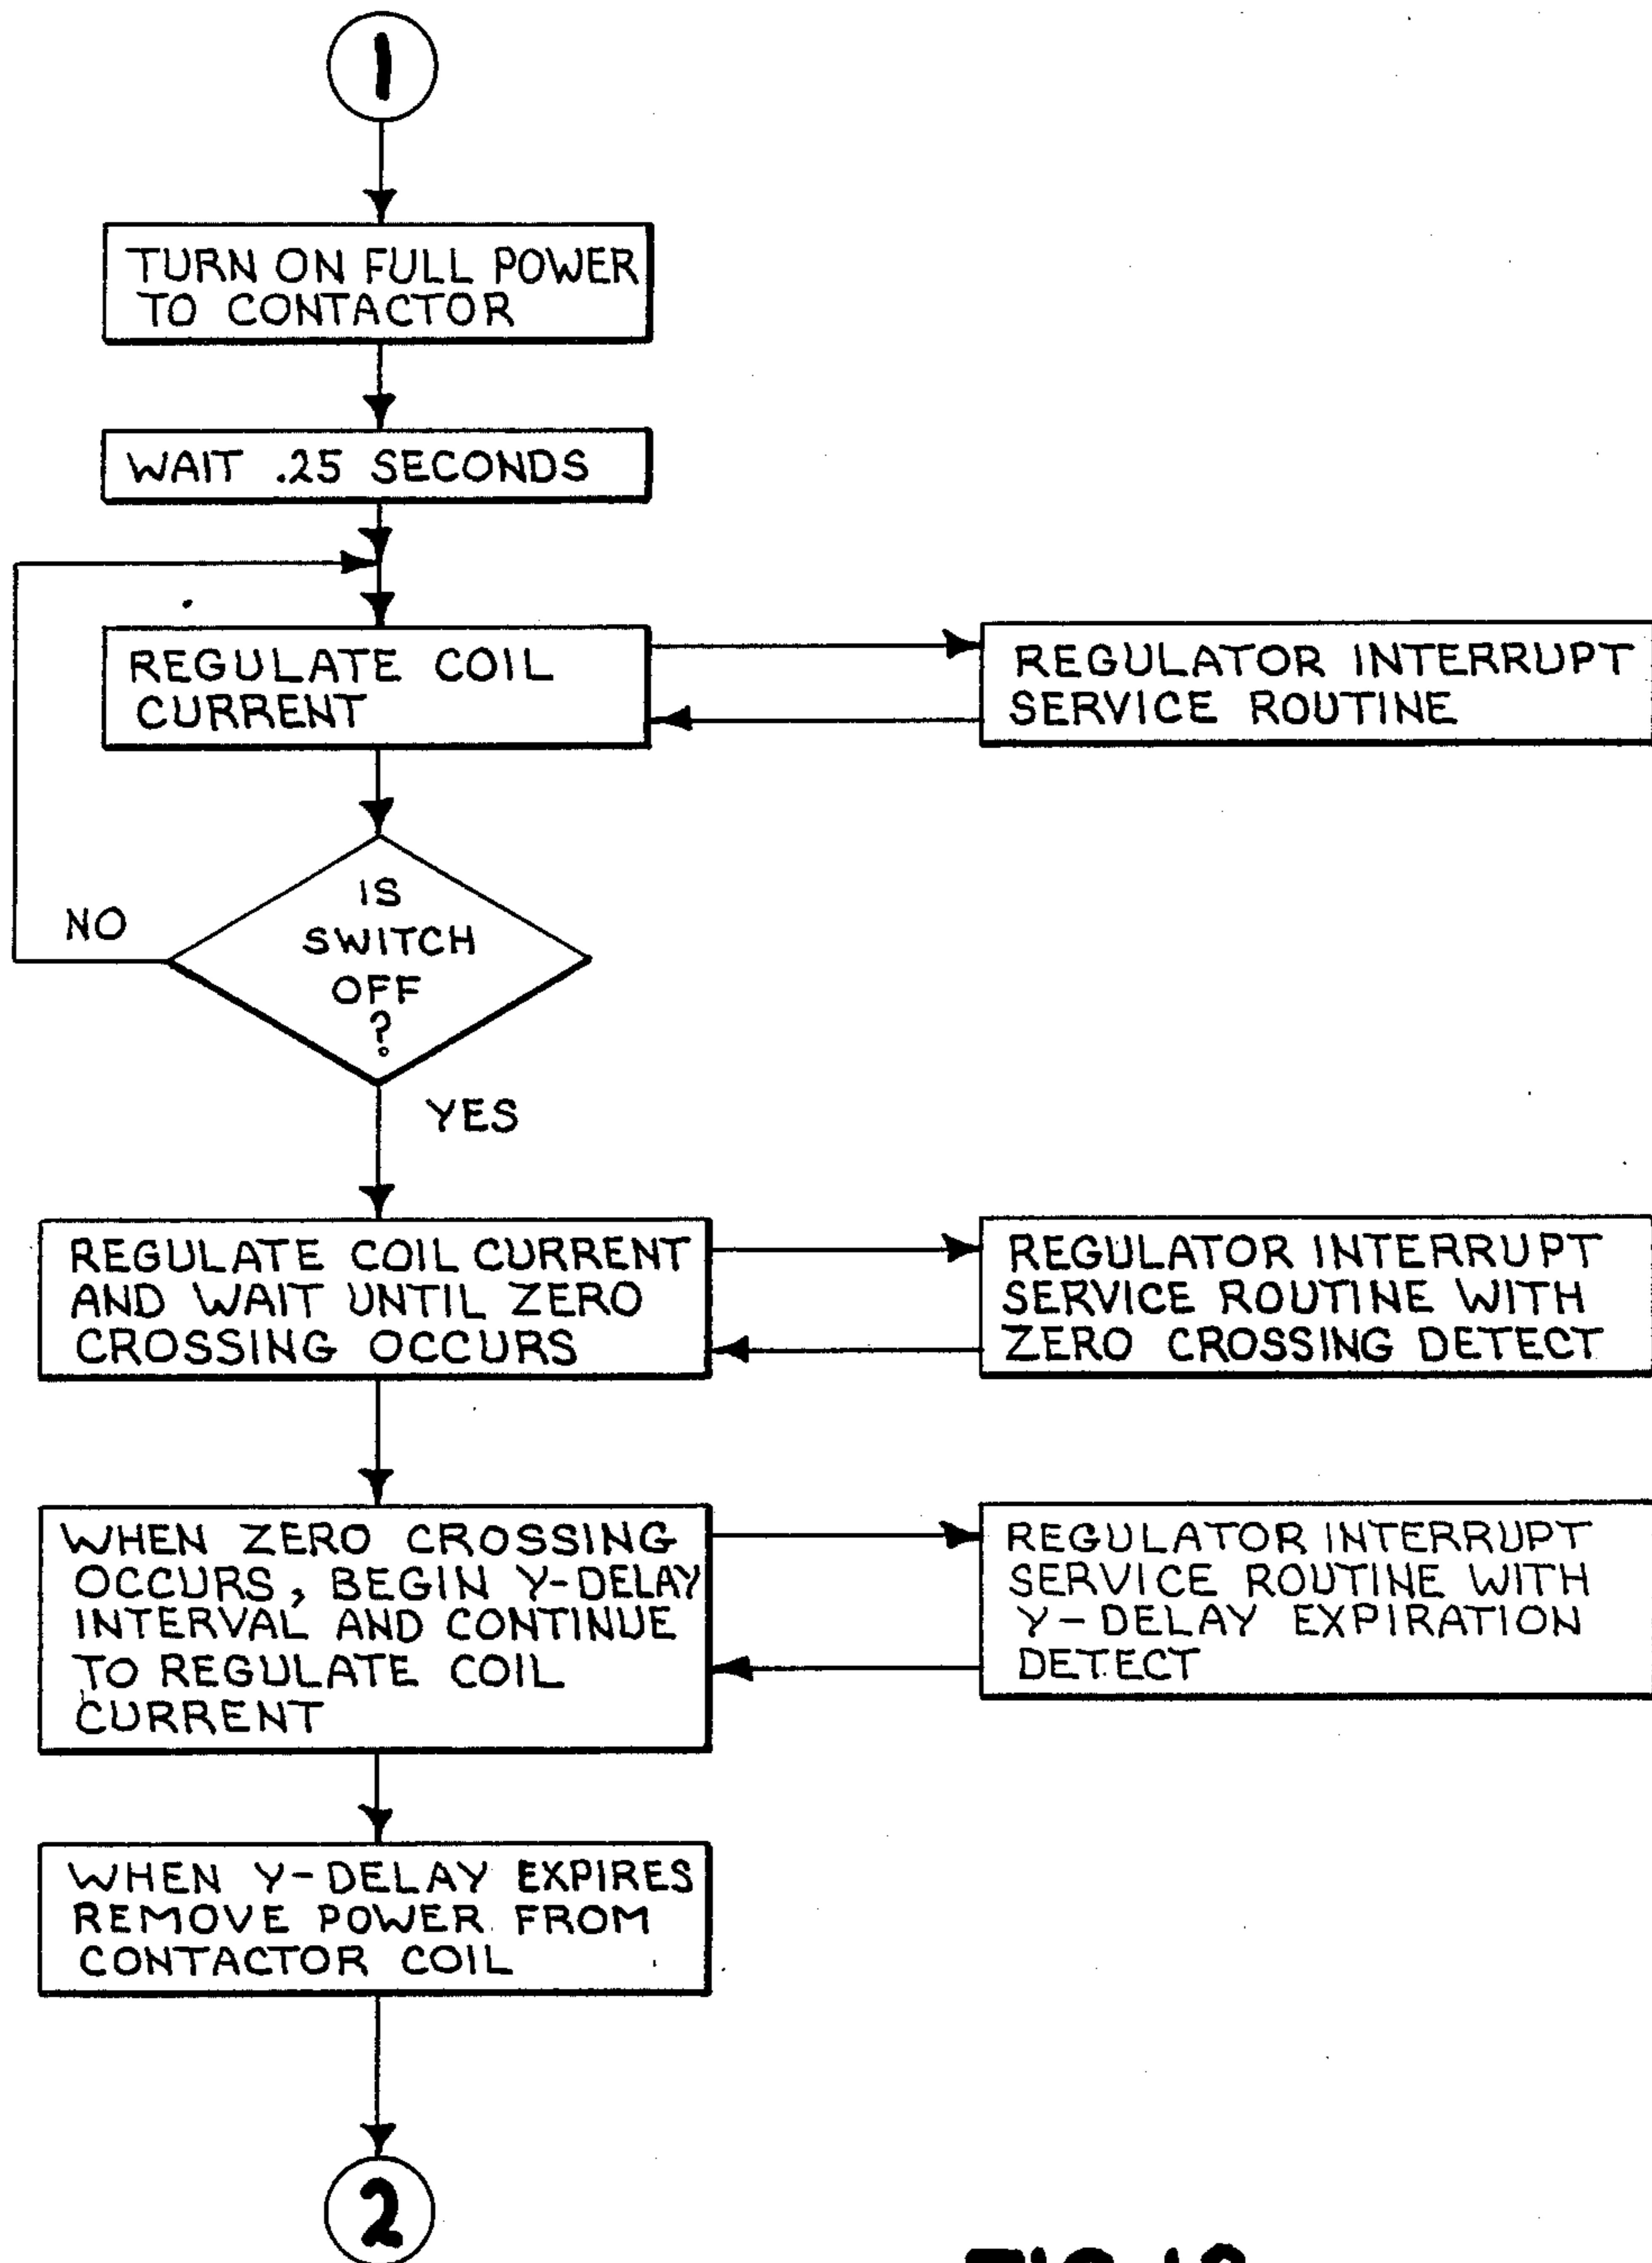 1
TURN ON FULL POWER
TO CONTACTOR
WAIT .25 SECONDS
REGULATE COIL
CURRENT
REGULATOR INTERRUPT
SERVICE ROUTINE
IS
SWITCH
OFF
?
NO
YES
REGULATE COIL CURRENT
AND WAIT UNTIL ZERO
CROSSING OCCURS
REGULATOR INTERRUPT
SERVICE ROUTINE WITH
ZERO CROSSING DETECT
WHEN ZERO CROSSING
OCCURS, BEGIN Y-DELAY
INTERVAL AND CONTINUE
TO REGULATE COIL
CURRENT
REGULATOR INTERRUPT
SERVICE ROUTINE WITH
Y-DELAY EXPIRATION
DETECT
WHEN Y-DELAY EXPIRES
REMOVE POWER FROM
CONTACTOR COIL
2